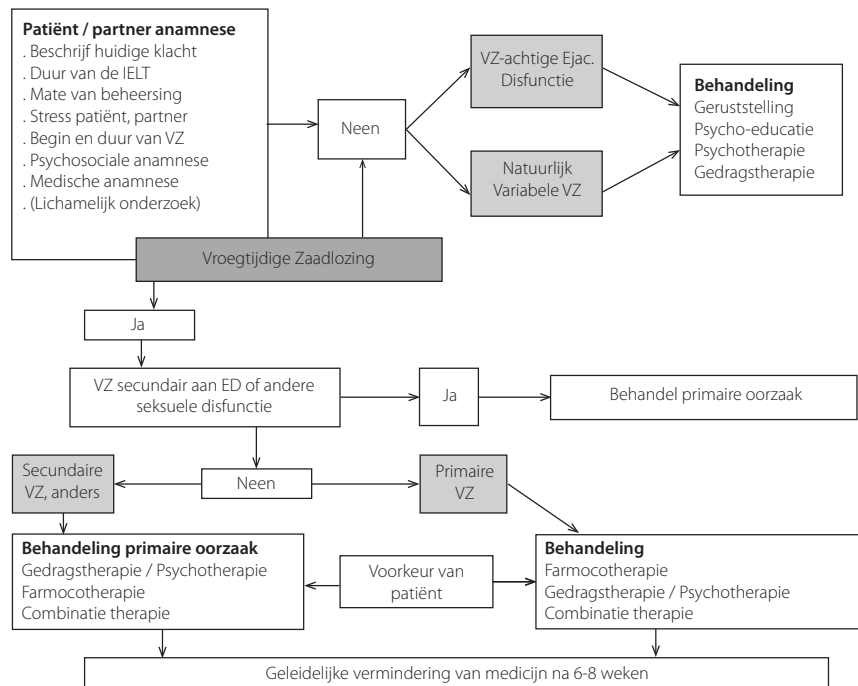 Patiënt / partner anamnese
. Beschrijf huidige klacht
. Duur van de IELT
. Mate van beheersing
. Stress patiënt, partner
. Begin en duur van VZ
. Psychosociale anamnese
. Medische anamnese
. (Lichamelijk onderzoek)
Neen
VZ-achtige Ejac.
Disfunctie
Natuurlijk
Variabele VZ
Behandeling
Geruststelling
Psycho-educatie
Psychotherapie
Gedragstherapie
Vroegtijdige Zaadlozing
Ja
VZ secundair aan ED of andere
seksuele disfunctie
Ja
Behandel primaire oorzaak
Secundaire
VZ, anders
Neen
Primaire
VZ
Behandeling primaire oorzaak
Gedragstherapie / Psychotherapie
Farmocotherapie
Combinatie therapie
Voorkeur van
patiënt
Behandeling
Farmocotherapie
Gedragstherapie / Psychotherapie
Combinatie therapie
Geleidelijke vermindering van medicijn na 6-8 weken